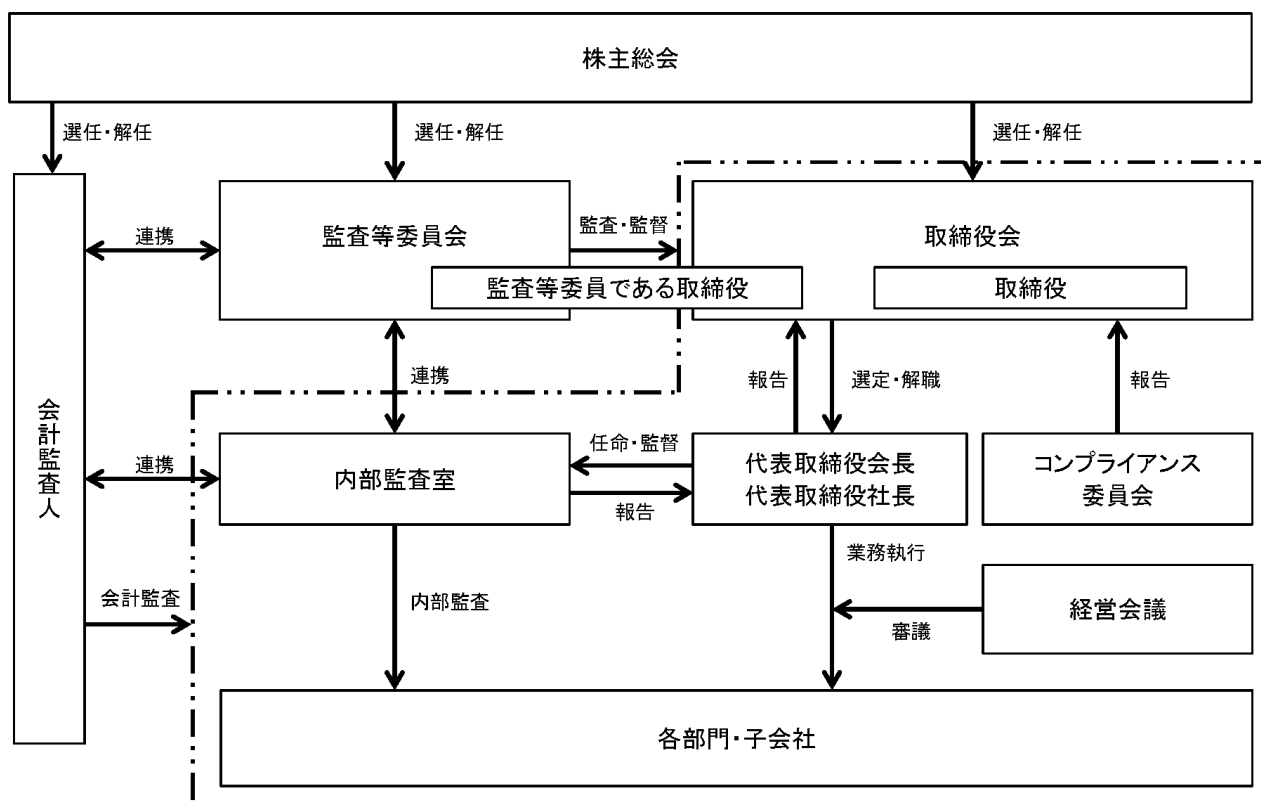 株主総会
選任・解任
選任・解任
選任・解任
監査等委員会
監査・監督
取締役会
連携
監査等委員である取締役
取締役
連携
報告
選定・解職
報告
会計監査人
連携
内部監査室
任命・監督
報告
代表取締役会長
代表取締役社長
コンプライアンス
委員会
業務執行
会計監査
内部監査
審議
経営会議
各部門・子会社